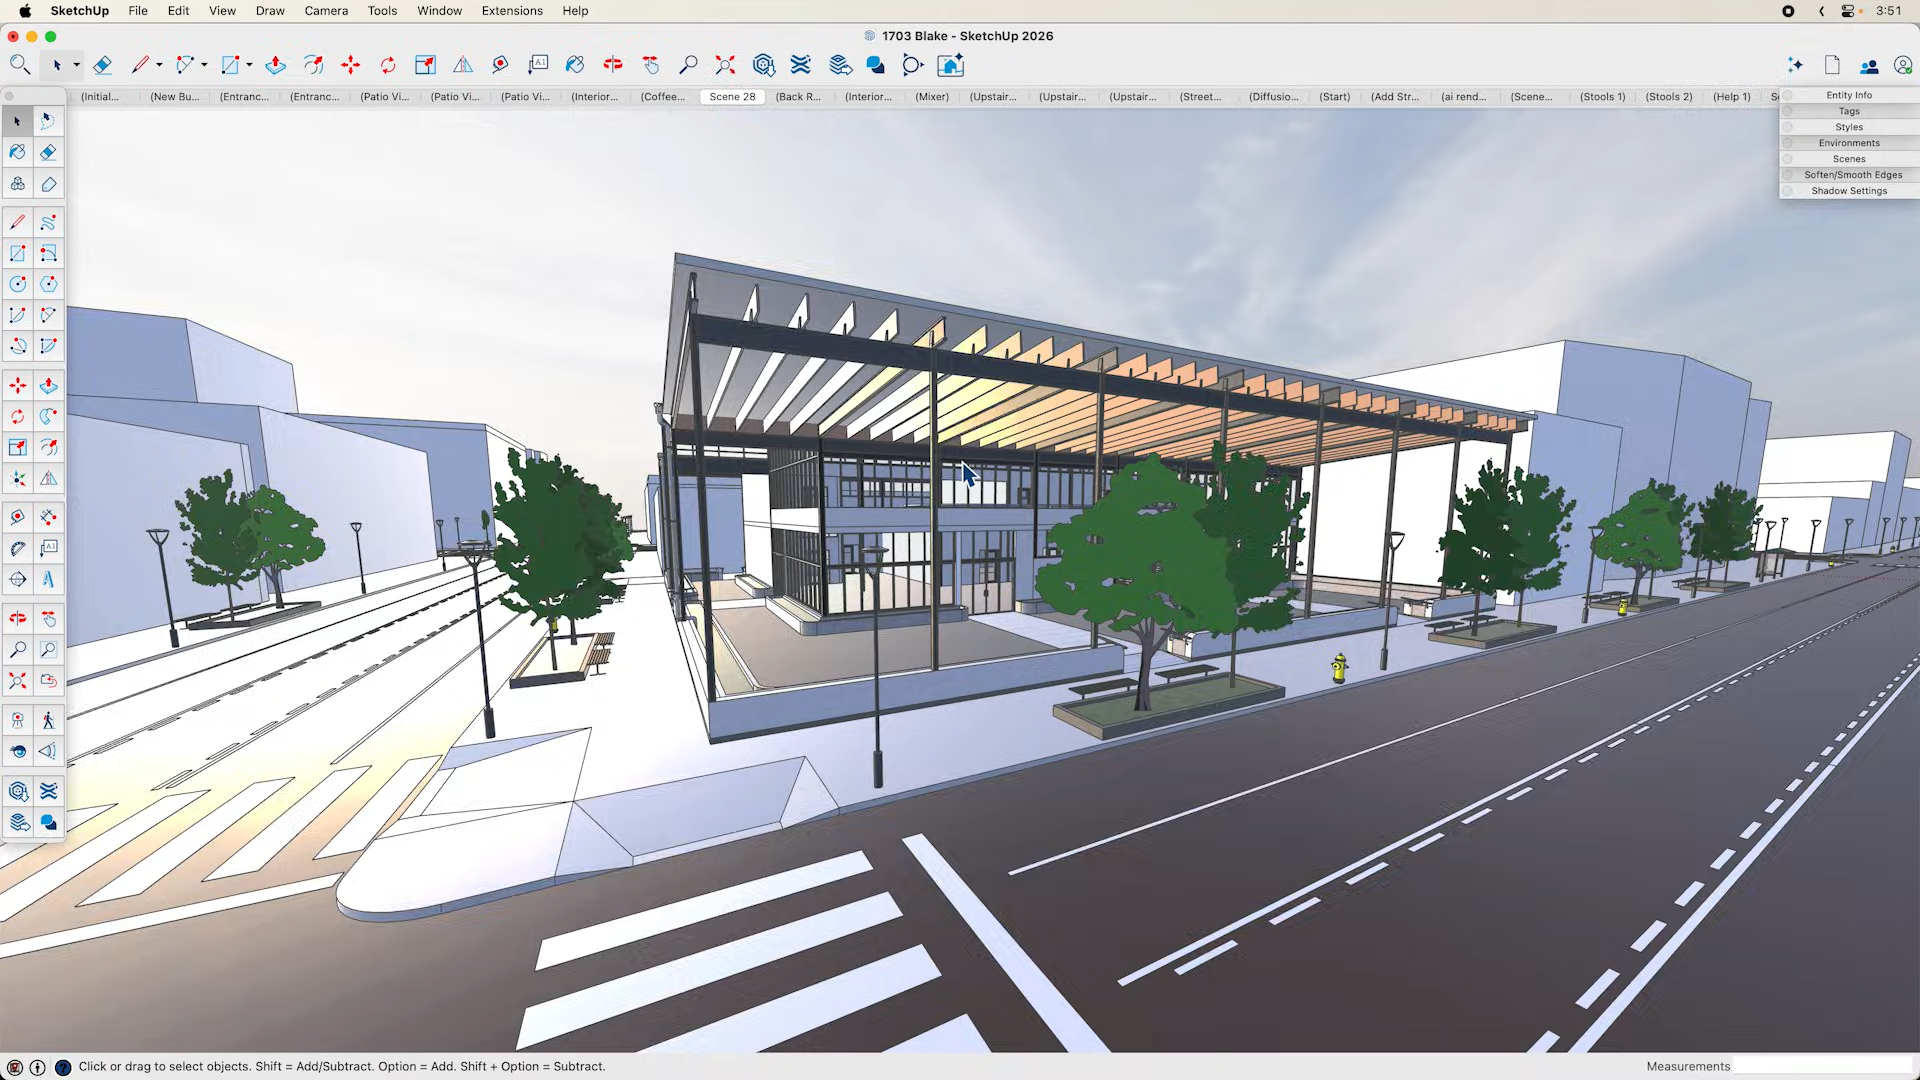 SketchUp File Edit View Draw Camera Tools Window Extensions Help 3:51
1703 Blake - SketchUp 2026
(Initial... (New Bu... (Entranc... (Entranc... (Patio Vi... (Patio Vi... (Patio Vi... (Interior... (Coffee... Scene 28 (Back R... (Interior... (Mixer) (Upstair... (Upstair... (Upstair... (Street... (Diffusio... (Start) (Add Str... (ai rend... (Scene... (Stools 1) (Stools 2) (Help 1)
Entity Info
Tags
Styles
Environments
Scenes
Soften/Smooth Edges
Shadow Settings
Click or drag to select objects. Shift = Add/Subtract. Option = Add. Shift + Option = Subtract.
Measurements